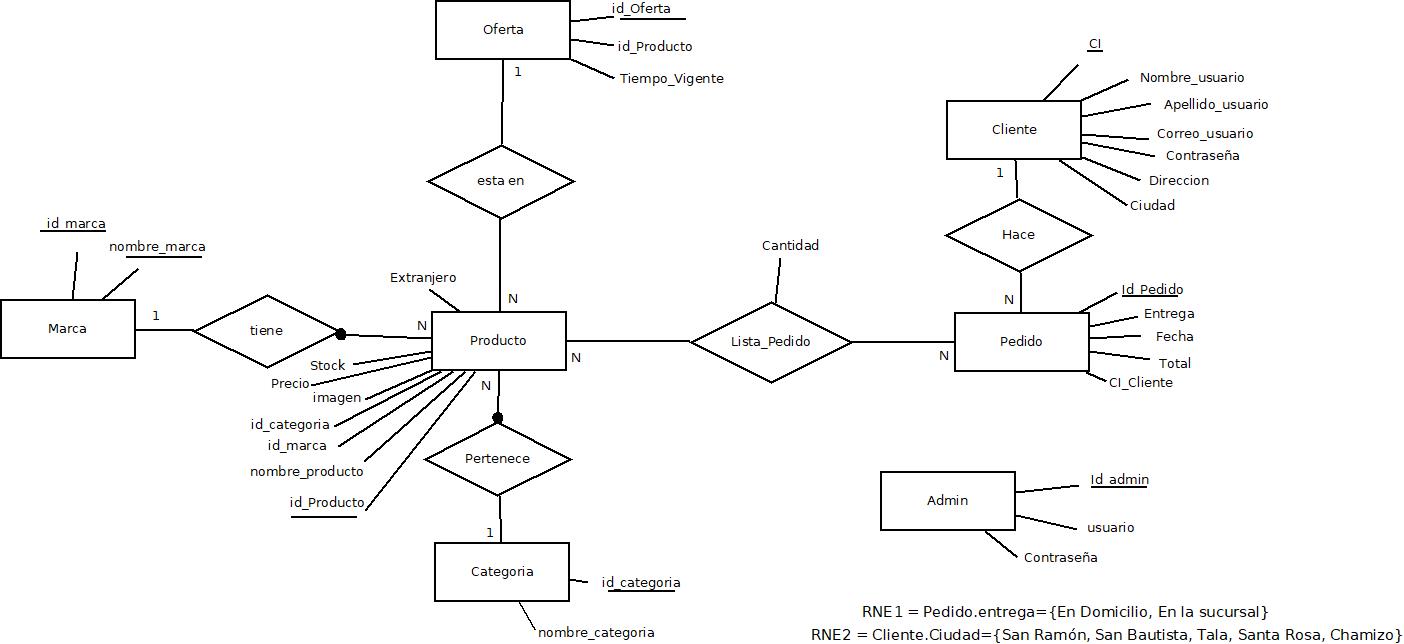 Oferta
id_Oferta
id_Producto
Tiempo_Vigente
1
esta en
N
CI
Nombre_usuario
Apellido_usuario
Correo_usuario
Contraseña
Direccion
Ciudad
Cliente
1
Hace
N
id_marca
nombre_marca
Marca
1
tiene
N
Extranjero
Producto
Stock
Precio
imagen
id_categoria
id_marca
nombre_producto
id_Producto
N
Cantidad
Lista_Pedido
N
Pedido
Id_Pedido
Entrega
Fecha
Total
CI_Cliente
N
Pertenece
1
Categoria
id_categoria
nombre_categoria
Admin
Id_admin
usuario
Contraseña
RNE1 = Pedido.entrega={En Domicilio, En la sucursal}
RNE2 = Cliente.Ciudad={San Ramón, San Bautista, Tala, Santa Rosa, Chamizo}